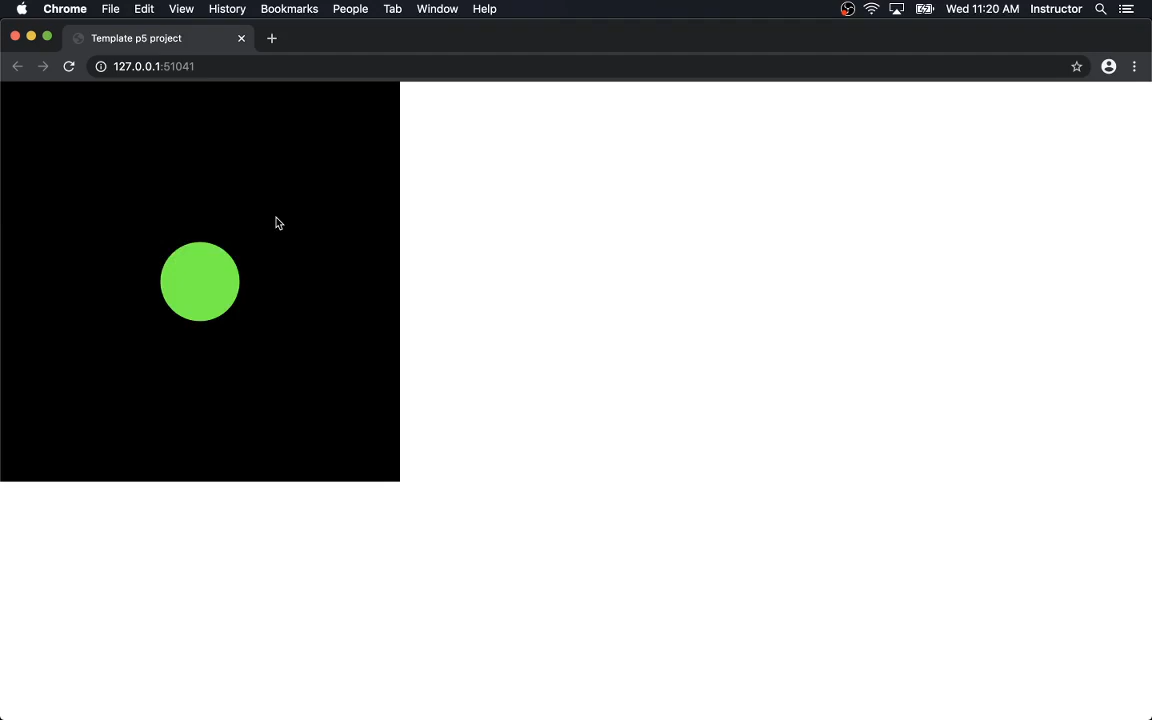 Chrome File Edit View History Bookmarks People Tab Window Help Wed 11:20 AM Instructor
Template p5 project
127.0.0.1:51041